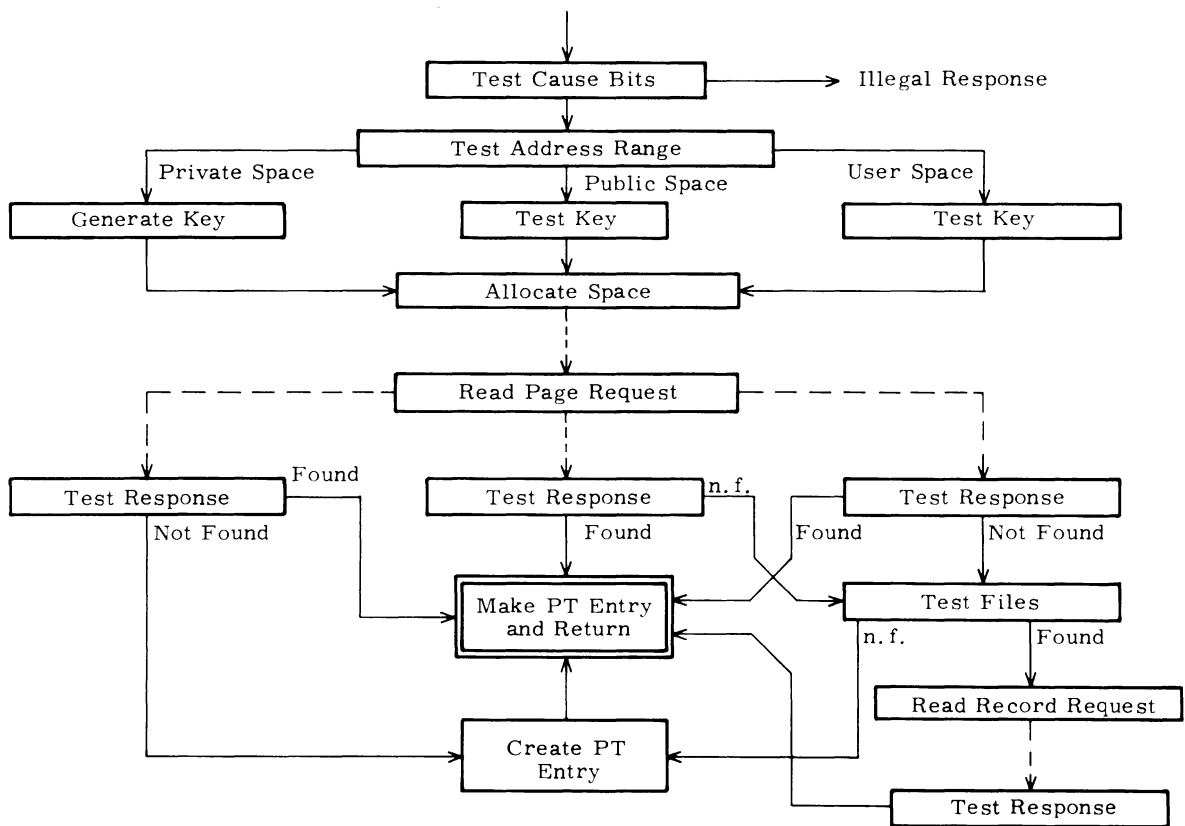 Test Cause Bits
Illegal Response
Test Address Range
Private Space
Public Space
User Space
Generate Key
Test Key
Test Key
Allocate Space
Read Page Request
Found
n.f.
Test Response
Test Response
Test Response
Not Found
Found
Found
Not Found
Make PT Entry
and Return
Test Files
n.f.
Found
Read Record Request
Create PT
Entry
Test Response